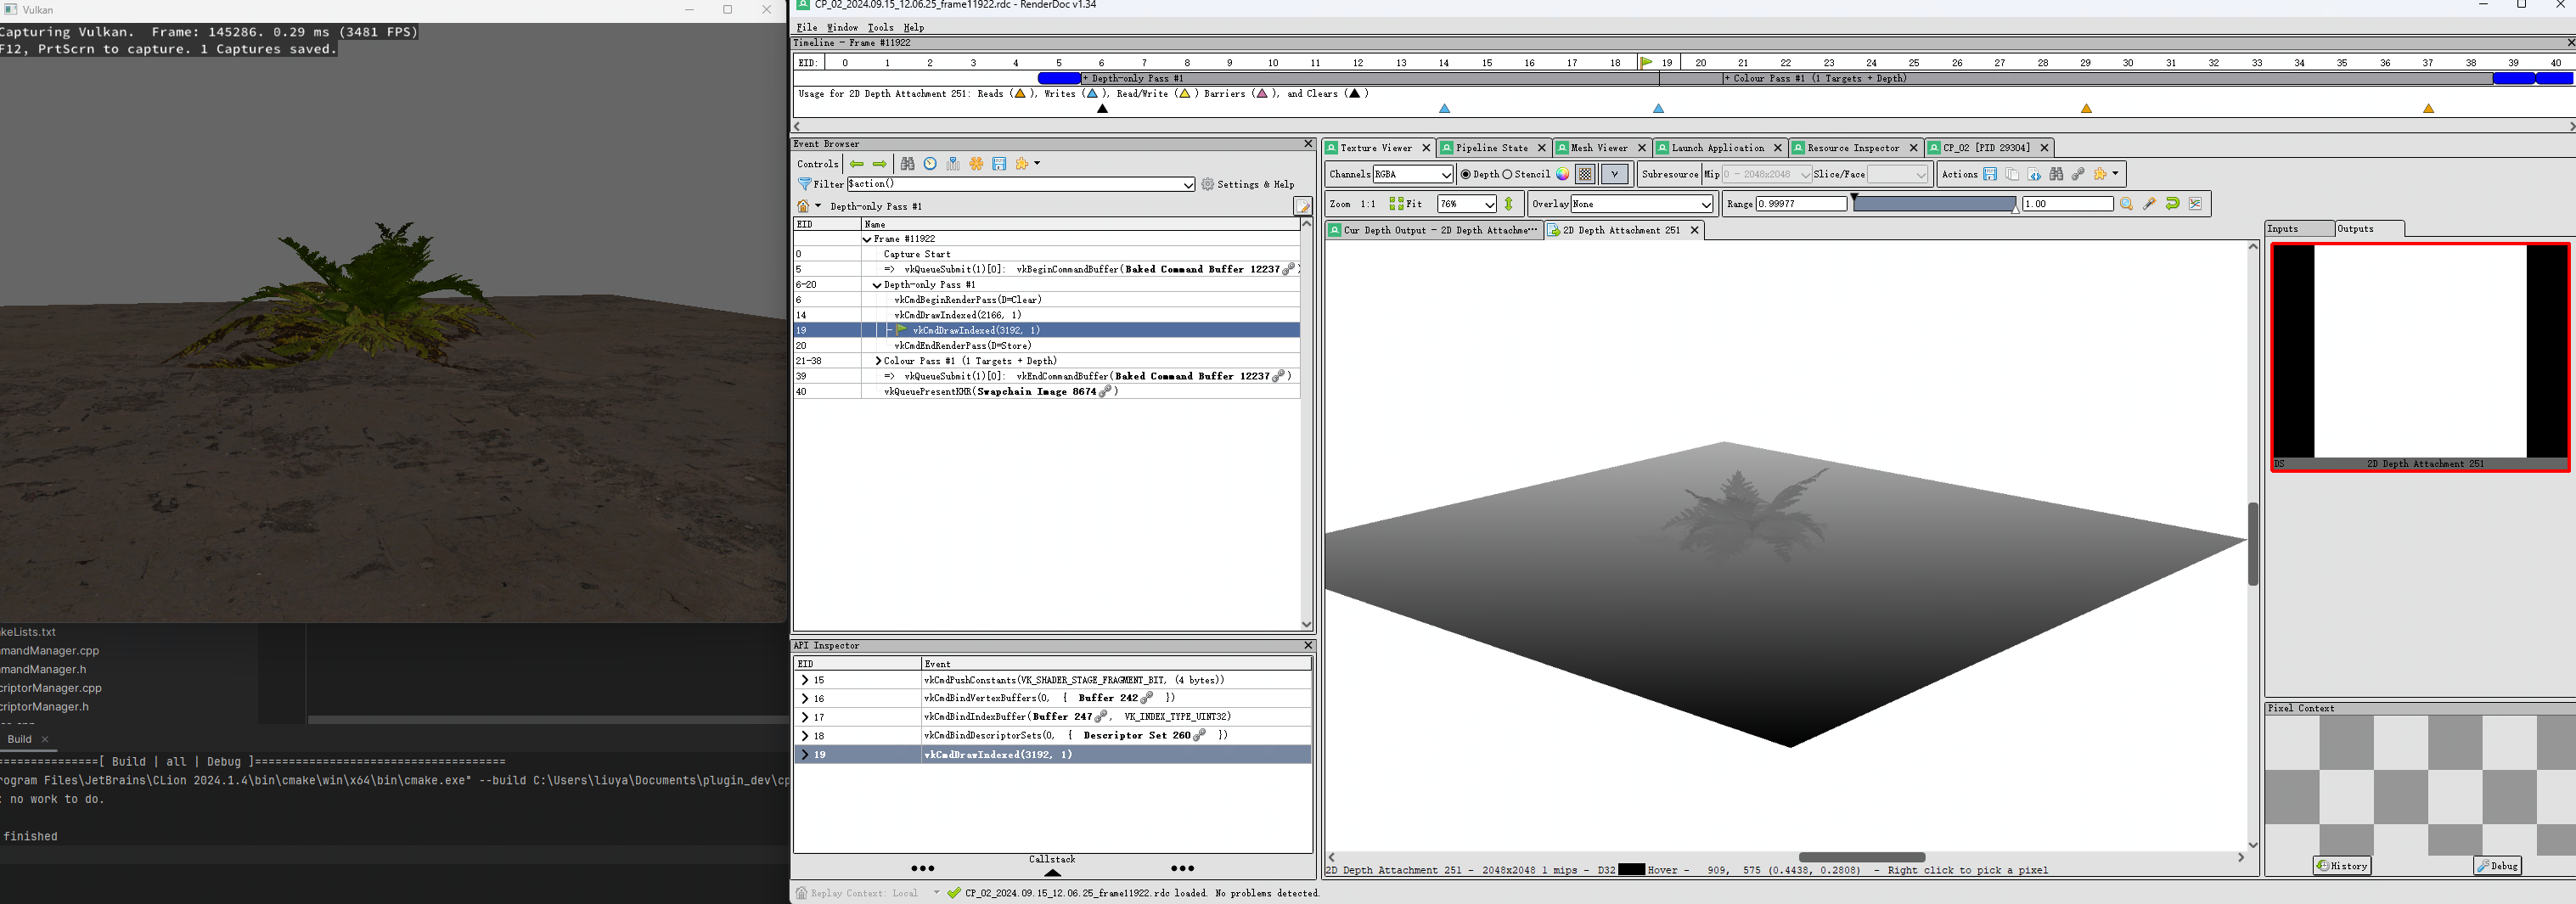 Vulkan
Capturing Vulkan. Frame: 145286. 0.29 ms (3481 FPS)
F12, PrtScrn to capture. 1 Captures saved.
keLists.txt
mmandManager.cpp
mmandManager.h
criptorManager.cpp
criptorManager.h
Build
===============[ Build | all | Debug ]=====================================
rogram Files\JetBrains\CLion 2024.1.4\bin\cmake\win\x64\bin\cmake.exe" --build C:\Users\liuya\Documents\plugin_dev\cp
: no work to do.
finished
CP_02_2024.09.15_12.06.25_frame11922.rdc - RenderDoc v1.34
File Window Tools Help
Timeline - Frame #11922
EID: 0 1 2 3 4 5 6 7 8 9 10 11 12 13 14 15 16 17 18 19 20 21 22 23 24 25 26 27 28 29 30 31 32 33 34 35 36 37 38 39 40
+ Depth-only Pass #1
+ Colour Pass #1 (1 Targets + Depth)
Usage for 2D Depth Attachment 251: Reads ( ), Writes ( ), Read/Write ( ) Barriers ( ), and Clears ( )
Event Browser
Controls
Filter $action() Settings & Help
Depth-only Pass #1
EID Name
Frame #11922
0 Capture Start
5 => vkQueueSubmit(1)[0]: vkBeginCommandBuffer(Baked Command Buffer 12237 )
6-20 Depth-only Pass #1
6 vkCmdBeginRenderPass(D=Clear)
14 vkCmdDrawIndexed(2166, 1)
19 vkCmdDrawIndexed(3192, 1)
20 vkCmdEndRenderPass(D=Store)
21-38 Colour Pass #1 (1 Targets + Depth)
39 => vkQueueSubmit(1)[0]: vkEndCommandBuffer(Baked Command Buffer 12237 )
40 vkQueuePresentKHR(Swapchain Image 8674 )
API Inspector
EID Event
15 vkCmdPushConstants(VK_SHADER_STAGE_FRAGMENT_BIT, (4 bytes))
16 vkCmdBindVertexBuffers(0, { Buffer 242 })
17 vkCmdBindIndexBuffer(Buffer 247 , VK_INDEX_TYPE_UINT32)
18 vkCmdBindDescriptorSets(0, { Descriptor Set 260 })
19 vkCmdDrawIndexed(3192, 1)
Callstack
Texture Viewer Pipeline State Mesh Viewer Launch Application Resource Inspector CP_02 [PID 29304]
Channels RGBA Depth Stencil Subresource Mip 0 - 2048x2048 Slice/Face Actions
Zoom 1:1 Fit 76% Overlay None Range 0.99977 1.00
Cur Depth Output - 2D Depth Attachme··· 2D Depth Attachment 251
Inputs Outputs
DS 2D Depth Attachment 251
Pixel Context
History Debug
2D Depth Attachment 251 - 2048x2048 1 mips - D32 Hover - 909, 575 (0.4438, 0.2808) - Right click to pick a pixel
Replay Context: Local CP_02_2024.09.15_12.06.25_frame11922.rdc loaded. No problems detected.